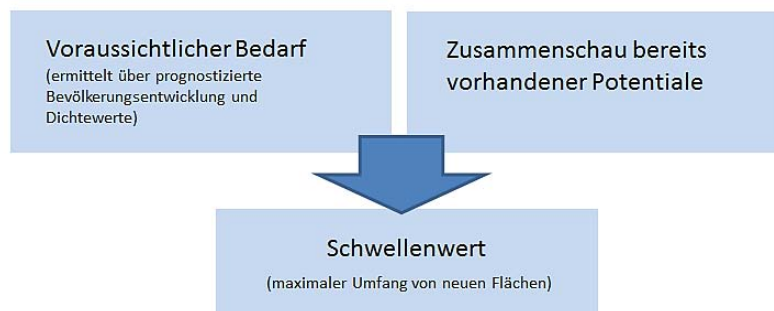 Voraussichtlicher Bedarf
(ermittelt über prognostizierte
Bevölkerungsentwicklung und
Dichtewerte)
Zusammenschau bereits
vorhandener Potentiale
Schwellenwert
(maximaler Umfang von neuen Flächen)